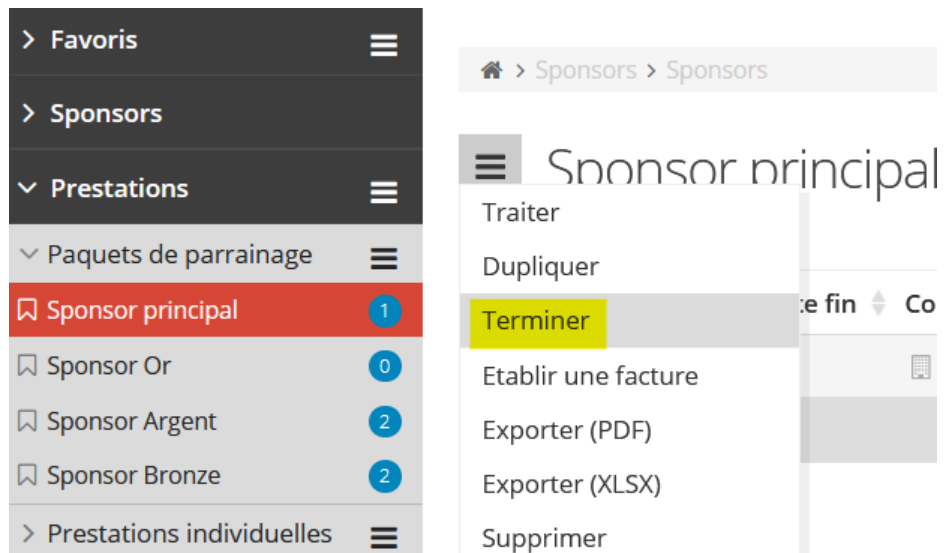 Favoris
Sponsors
Prestations
Paquets de parrainage
Sponsor principal 1
Sponsor Or 0
Sponsor Argent 2
Sponsor Bronze 2
Prestations individuelles
> Sponsors > Sponsors
Sponsor principal
Traiter
Dupliquer
Terminer
Etablir une facture
Exporter (PDF)
Exporter (XLSX)
Supprimer
e fin Co